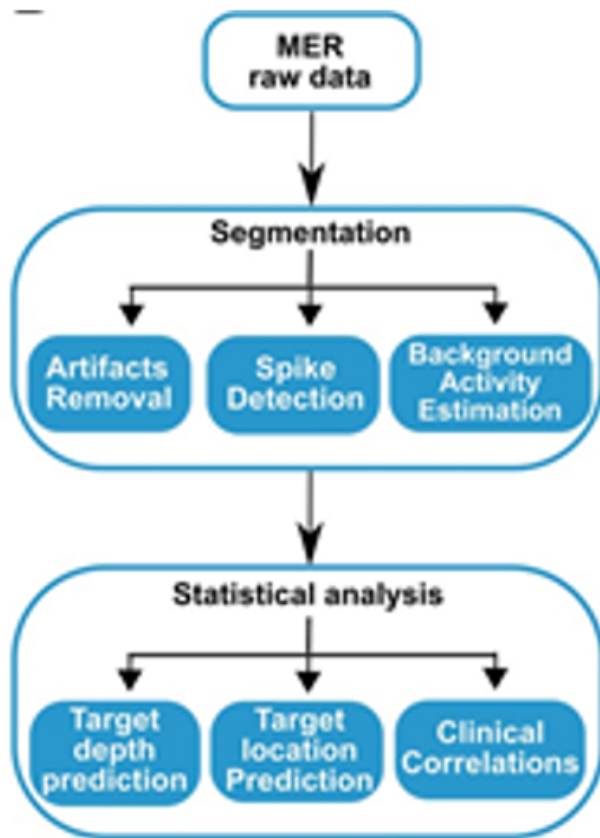 MER
raw data
Segmentation
Artifacts
Removal
Spike
Detection
Background
Activity
Estimation
Statistical analysis
Target
depth
prediction
Target
location
Prediction
Clinical
Correlations